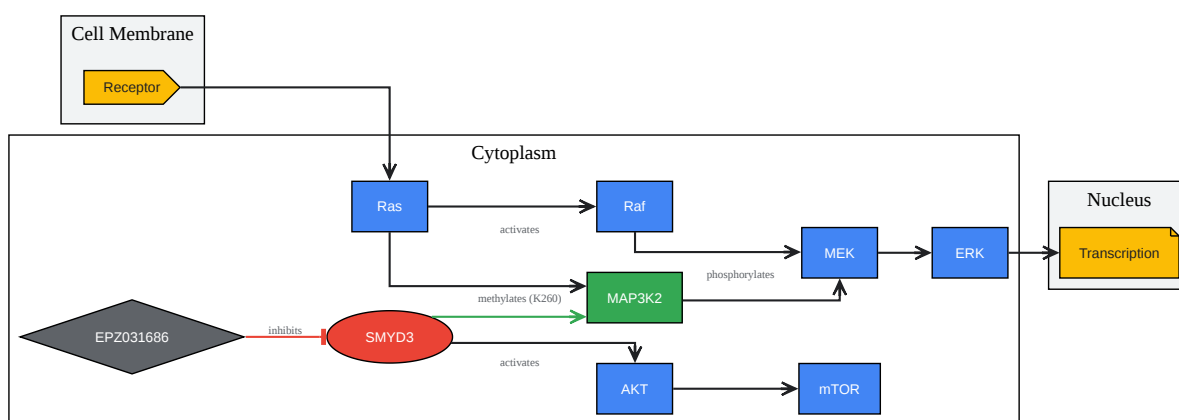 Cell Membrane
Receptor
Cytoplasm
Ras
activates
Raf
MEK
ERK
Nucleus
Transcription
phosphorylates
methylates (K260)
MAP3K2
EPZ031686
inhibits
SMYD3
activates
AKT
mTOR